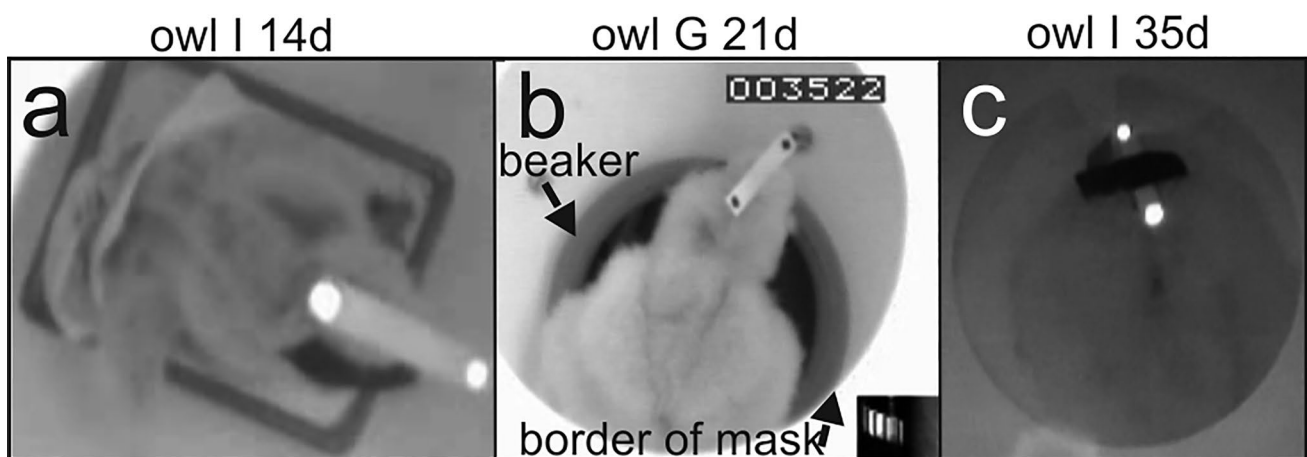 owl I 14d
owl G 21d
owl I 35d
a
b
c
003522
beaker
border of mask